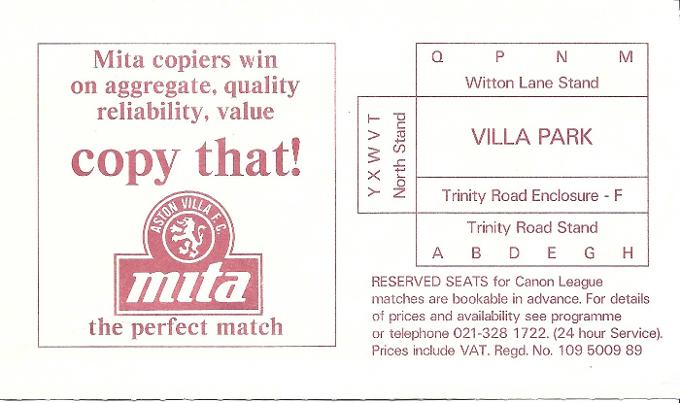 Mita copiers win
on aggregate, quality
reliability, value
copy that!
ASTON VILLA F.C.
mita
the perfect match
Q P N M
Witton Lane Stand
Y X W V T
North Stand
VILLA PARK
Trinity Road Enclosure - F
Trinity Road Stand
A B D E G H
RESERVED SEATS for Canon League
matches are bookable in advance. For details
of prices and availability see programme
or telephone 021-328 1722. (24 hour Service).
Prices include VAT. Regd. No. 109 5009 89